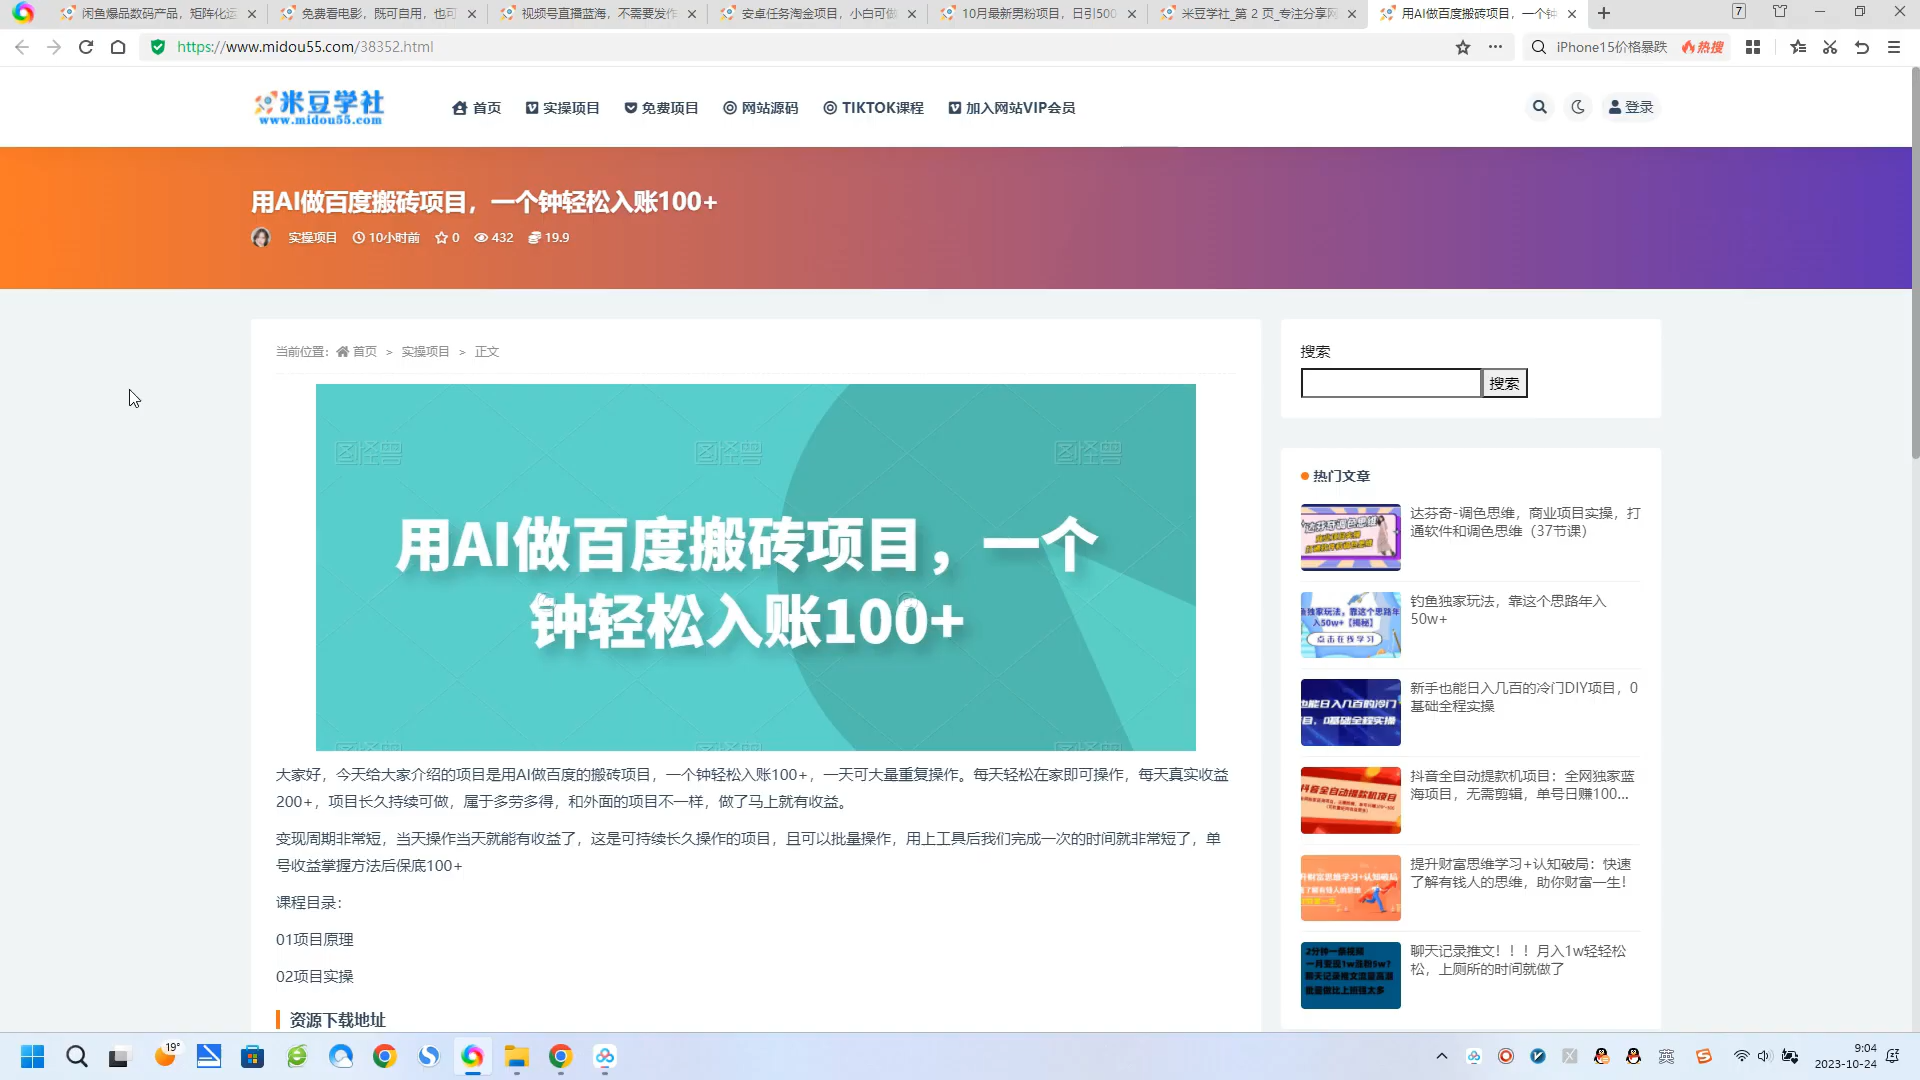 闲鱼爆品数码产品，矩阵化运
免费看电影，既可自用，也可
视频号直播蓝海，不需要发作
安卓任务淘金项目，小白可做
10月最新男粉项目，日引500
米豆学社_第 2 页_专注分享网
用AI做百度搬砖项目，一个钟
7
https://www.midou55.com/38352.html
iPhone15价格暴跌
热搜
米豆学社
www.midou55.com
首页
实操项目
免费项目
网站源码
TIKTOK课程
加入网站VIP会员
登录
用AI做百度搬砖项目，一个钟轻松入账100+
实操项目 10小时前 0 432 19.9
当前位置： 首页 > 实操项目 > 正文
图怪兽 图怪兽 图怪兽
用AI做百度搬砖项目，一个
钟轻松入账100+
大家好，今天给大家介绍的项目是用AI做百度的搬砖项目，一个钟轻松入账100+，一天可大量重复操作。每天轻松在家即可操作，每天真实收益
200+，项目长久持续可做，属于多劳多得，和外面的项目不一样，做了马上就有收益。
变现周期非常短，当天操作当天就能有收益了，这是可持续长久操作的项目，且可以批量操作，用上工具后我们完成一次的时间就非常短了，单
号收益掌握方法后保底100+
课程目录：
01项目原理
02项目实操
资源下载地址
搜索
搜索
热门文章
达芬奇-调色思维，商业项目实操，打
通软件和调色思维（37节课）
钓鱼独家玩法，靠这个思路年入
50w+
新手也能日入几百的冷门DIY项目，0
基础全程实操
抖音全自动提款机项目：全网独家蓝
海项目，无需剪辑，单号日赚100...
提升财富思维学习+认知破局：快速
了解有钱人的思维，助你财富一生！
聊天记录推文！！！月入1w轻轻松
松，上厕所的时间就做了
19°
英
9:04
2023-10-24